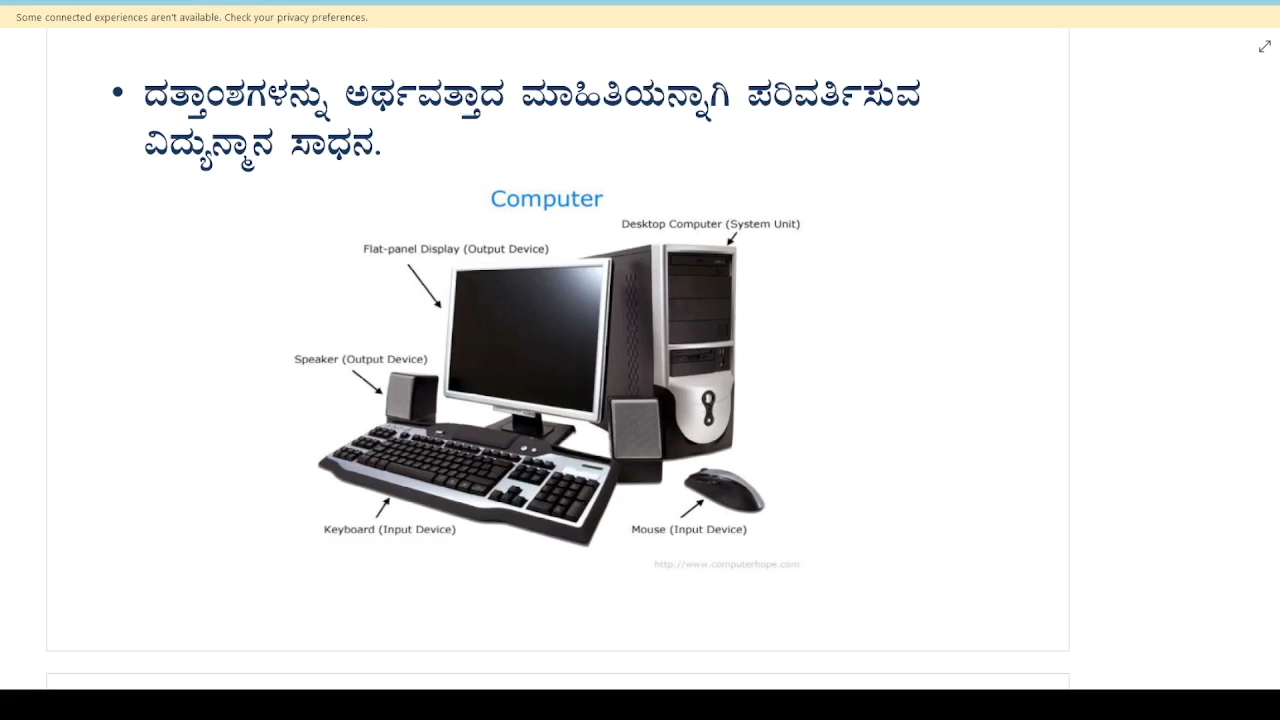 Some connected experiences aren't available. Check your privacy preferences.
• ದತ್ತಾಂಶಗಳನ್ನು ಅರ್ಥವತ್ತಾದ ಮಾಹಿತಿಯನ್ನಾಗಿ ಪರಿವರ್ತಿಸುವ
ವಿದ್ಯುನ್ಮಾನ ಸಾಧನ.
Computer
Desktop Computer (System Unit)
Flat-panel Display (Output Device)
Speaker (Output Device)
Keyboard (Input Device)
Mouse (Input Device)
http://www.computerhope.com